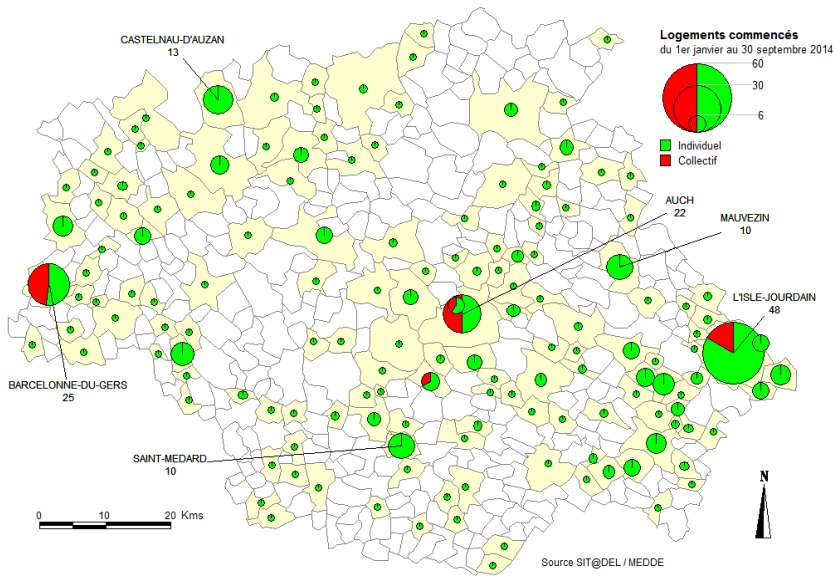 CASTELNAU-D'AUZAN
13
Logements commencés
du 1er janvier au 30 septembre 2014
60
30
6
Individuel
Collectif
AUCH
22
MAUVEZIN
10
L'ISLE-JOURDAIN
48
BARCELONNE-DU-GERS
25
SAINT-MEDARD
10
N
0 10 20 Kms
Source SIT@DEL / MEDDE